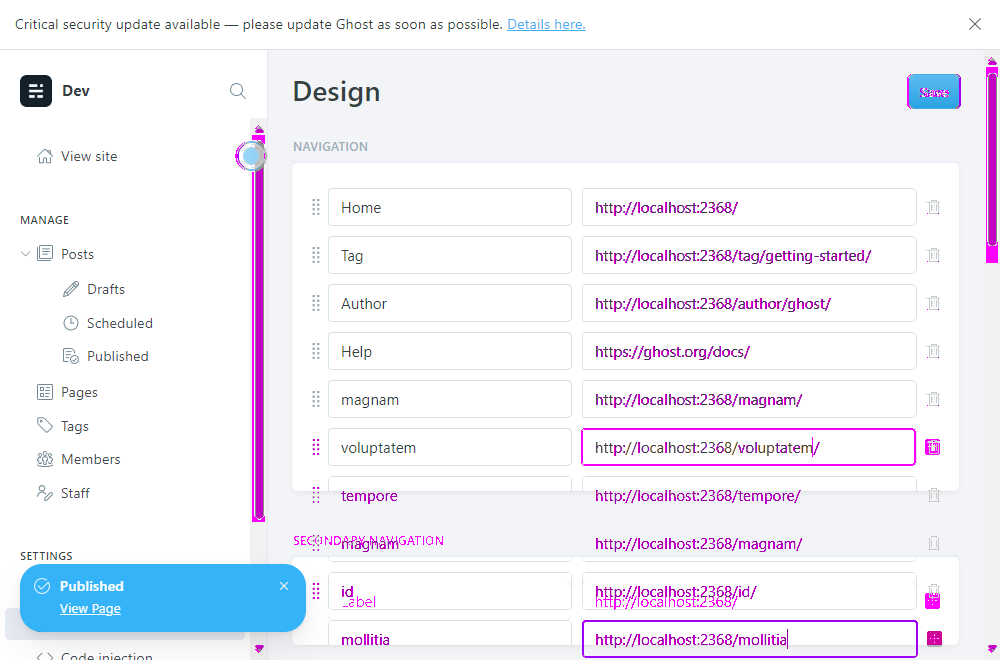 Critical security update available — please update Ghost as soon as possible. Details here.
Dev
Design
Save
View site
NAVIGATION
Home http://localhost:2368/
MANAGE
Tag http://localhost:2368/tag/getting-started/
Posts
Drafts
Author http://localhost:2368/author/ghost/
Scheduled
Published
Help https://ghost.org/docs/
Pages
magnam http://localhost:2368/magnam/
Tags
voluptatem http://localhost:2368/voluptatem/
Members
Staff
tempore http://localhost:2368/tempore/
SECONDARY NAVIGATION
magnam http://localhost:2368/magnam/
SETTINGS
Published
View Page
id http://localhost:2368/id/
Label http://localhost:2368/
mollitia http://localhost:2368/mollitia
Code injection